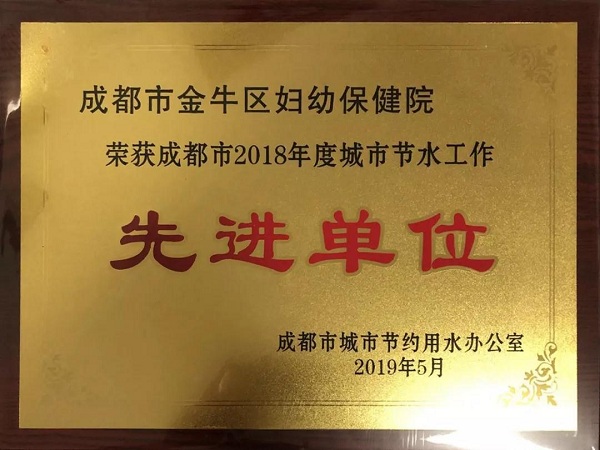 成都市金牛区妇幼保健院
荣获成都市2018年度城市节水工作
先进单位
成都市城市节约用水办公室
2019年5月